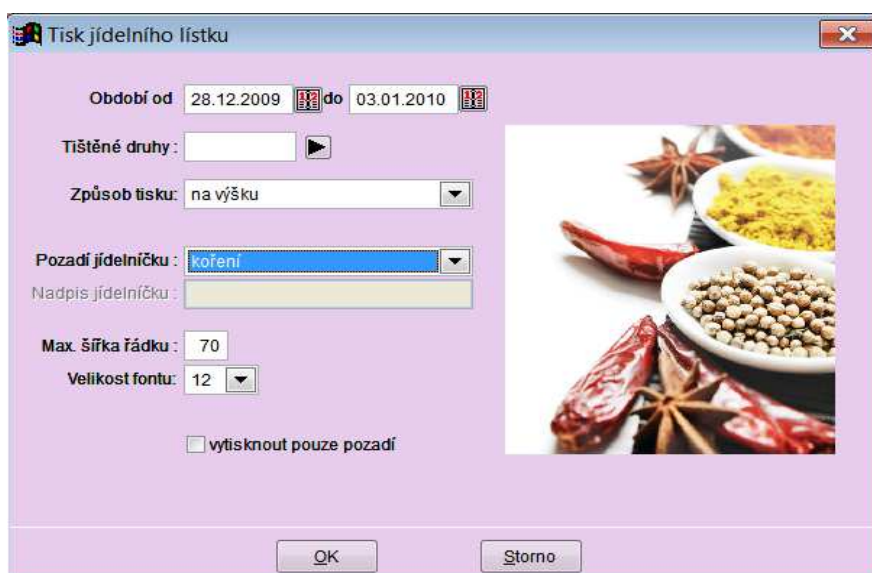 Tisk jídelního lístku
Období od 28.12.2009 do 03.01.2010
Tištěné druhy :
Způsob tisku: na výšku
Pozadí jídelníčku : koření
Nadpis jídelníčku :
Max. šířka řádku : 70
Velikost fontu: 12
vytisknout pouze pozadí
OK Storno